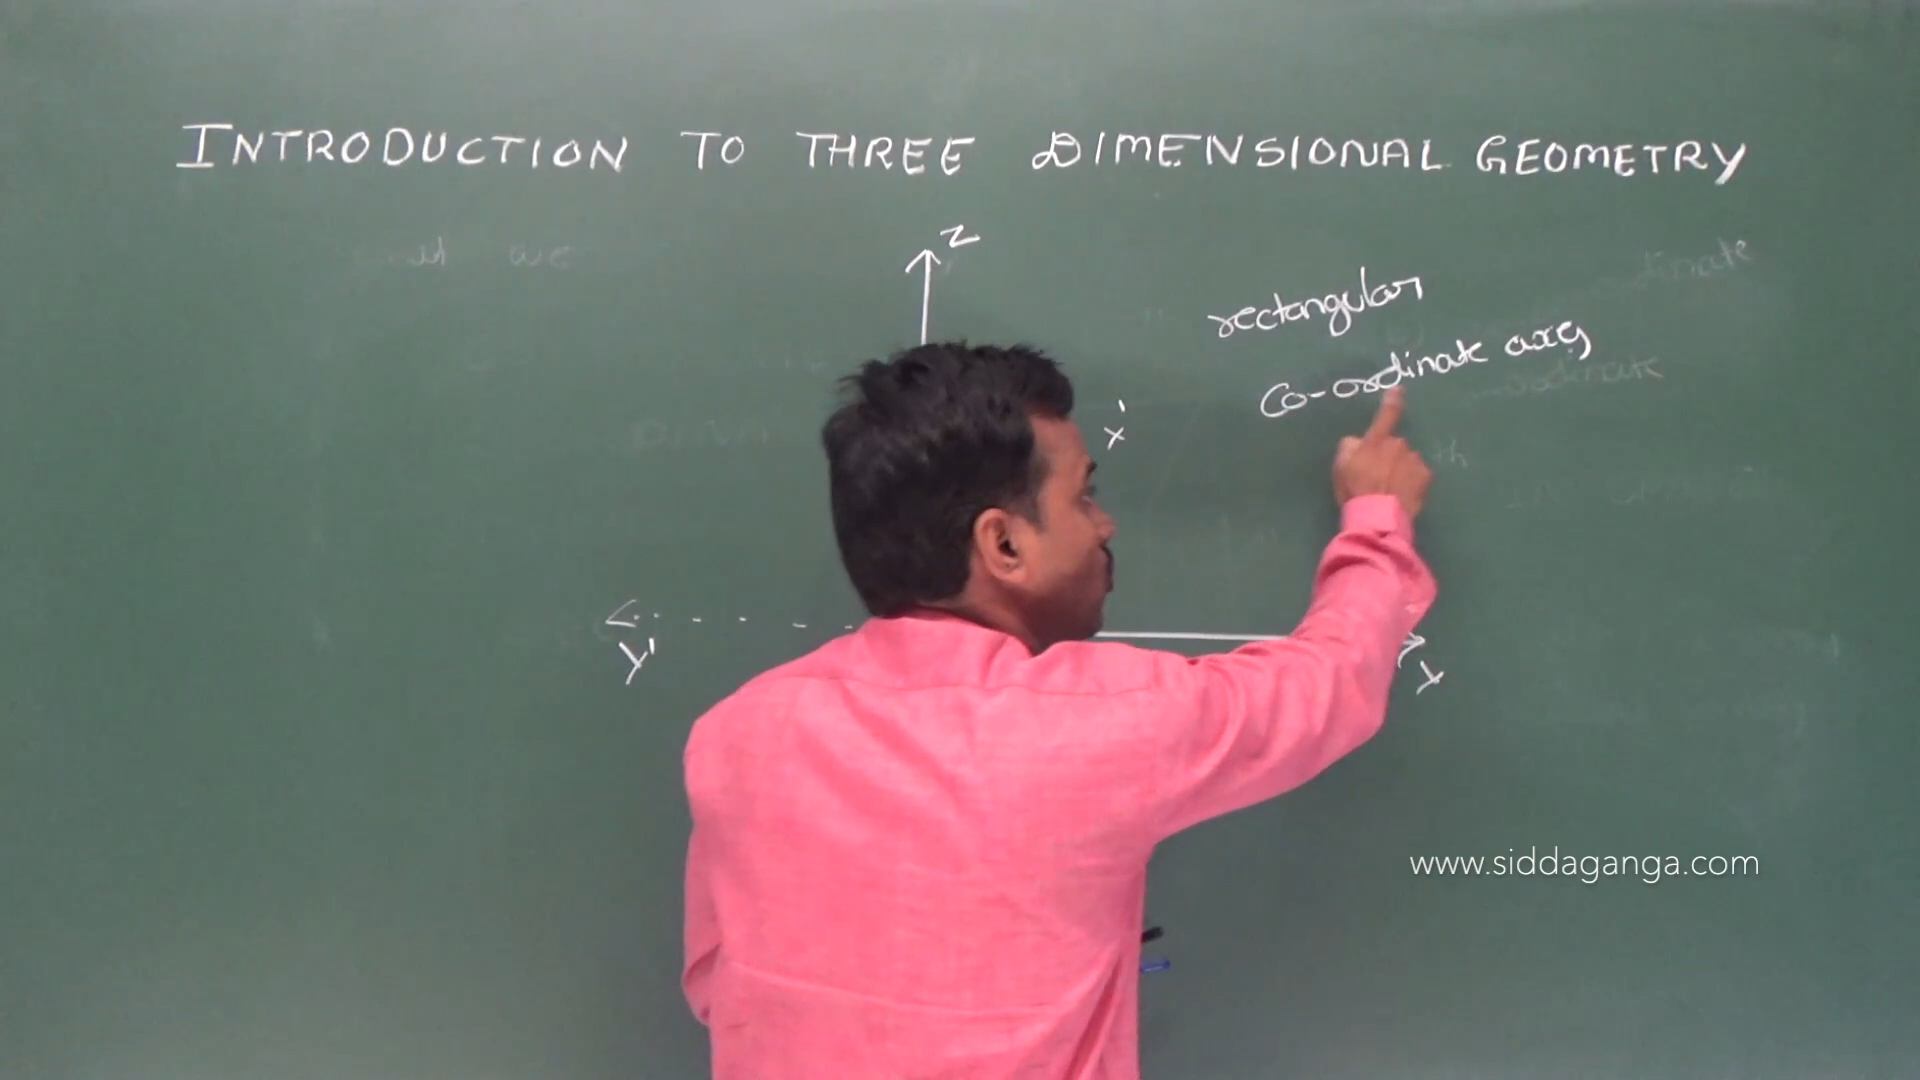 INTRODUCTION TO THREE DIMENSIONAL GEOMETRY
Z
rectangular
Co-ordinate axes
X'
Y'
Y
www.siddaganga.com